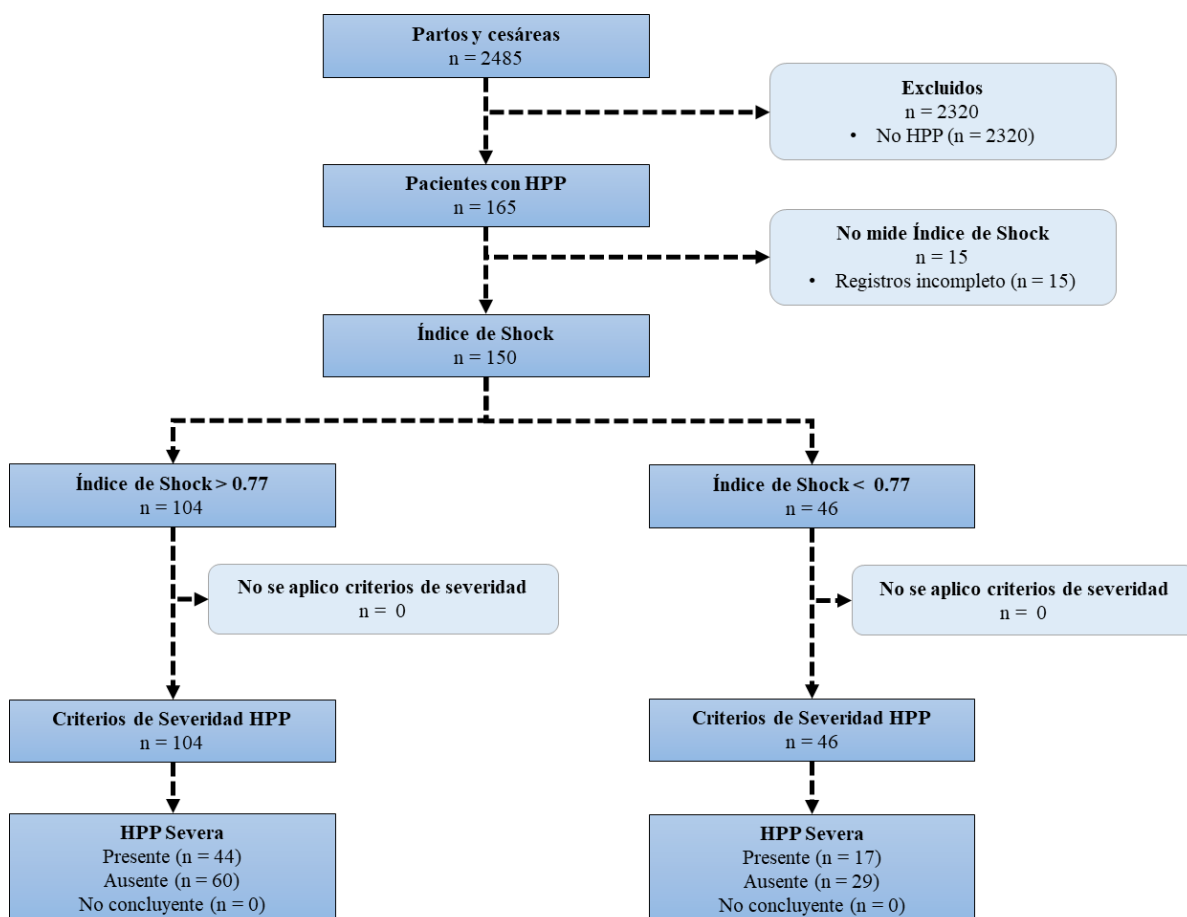 Partos y cesáreas
n = 2485
Excluidos
n = 2320
• No HPP (n = 2320)
Pacientes con HPP
n = 165
No mide Índice de Shock
n = 15
• Registros incompleto (n = 15)
Índice de Shock
n = 150
Índice de Shock > 0.77
n = 104
Índice de Shock < 0.77
n = 46
No se aplico criterios de severidad
n = 0
No se aplico criterios de severidad
n = 0
Criterios de Severidad HPP
n = 104
Criterios de Severidad HPP
n = 46
HPP Severa
Presente (n = 44)
Ausente (n = 60)
No concluyente (n = 0)
HPP Severa
Presente (n = 17)
Ausente (n = 29)
No concluyente (n = 0)